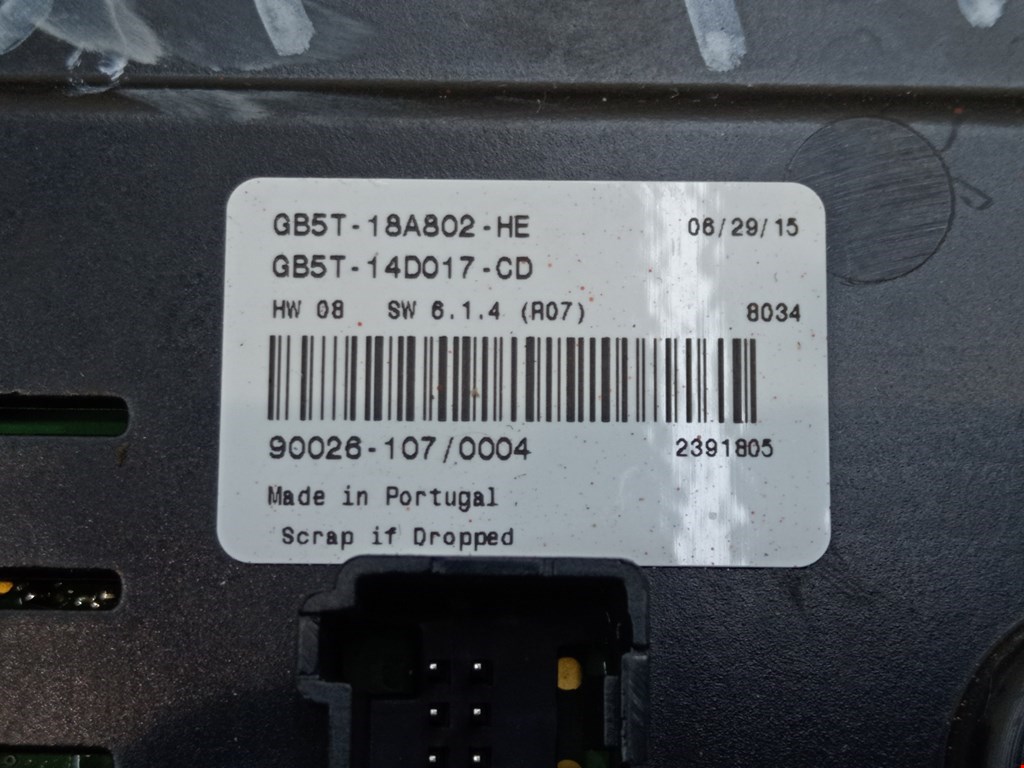 GB5T-18A802-HE 06/29/15
GB5T-14D017-CD
HW 08 SW 6.1.4 (R07) 8034
90026-107/0004 2391805
Made in Portugal
Scrap if Dropped